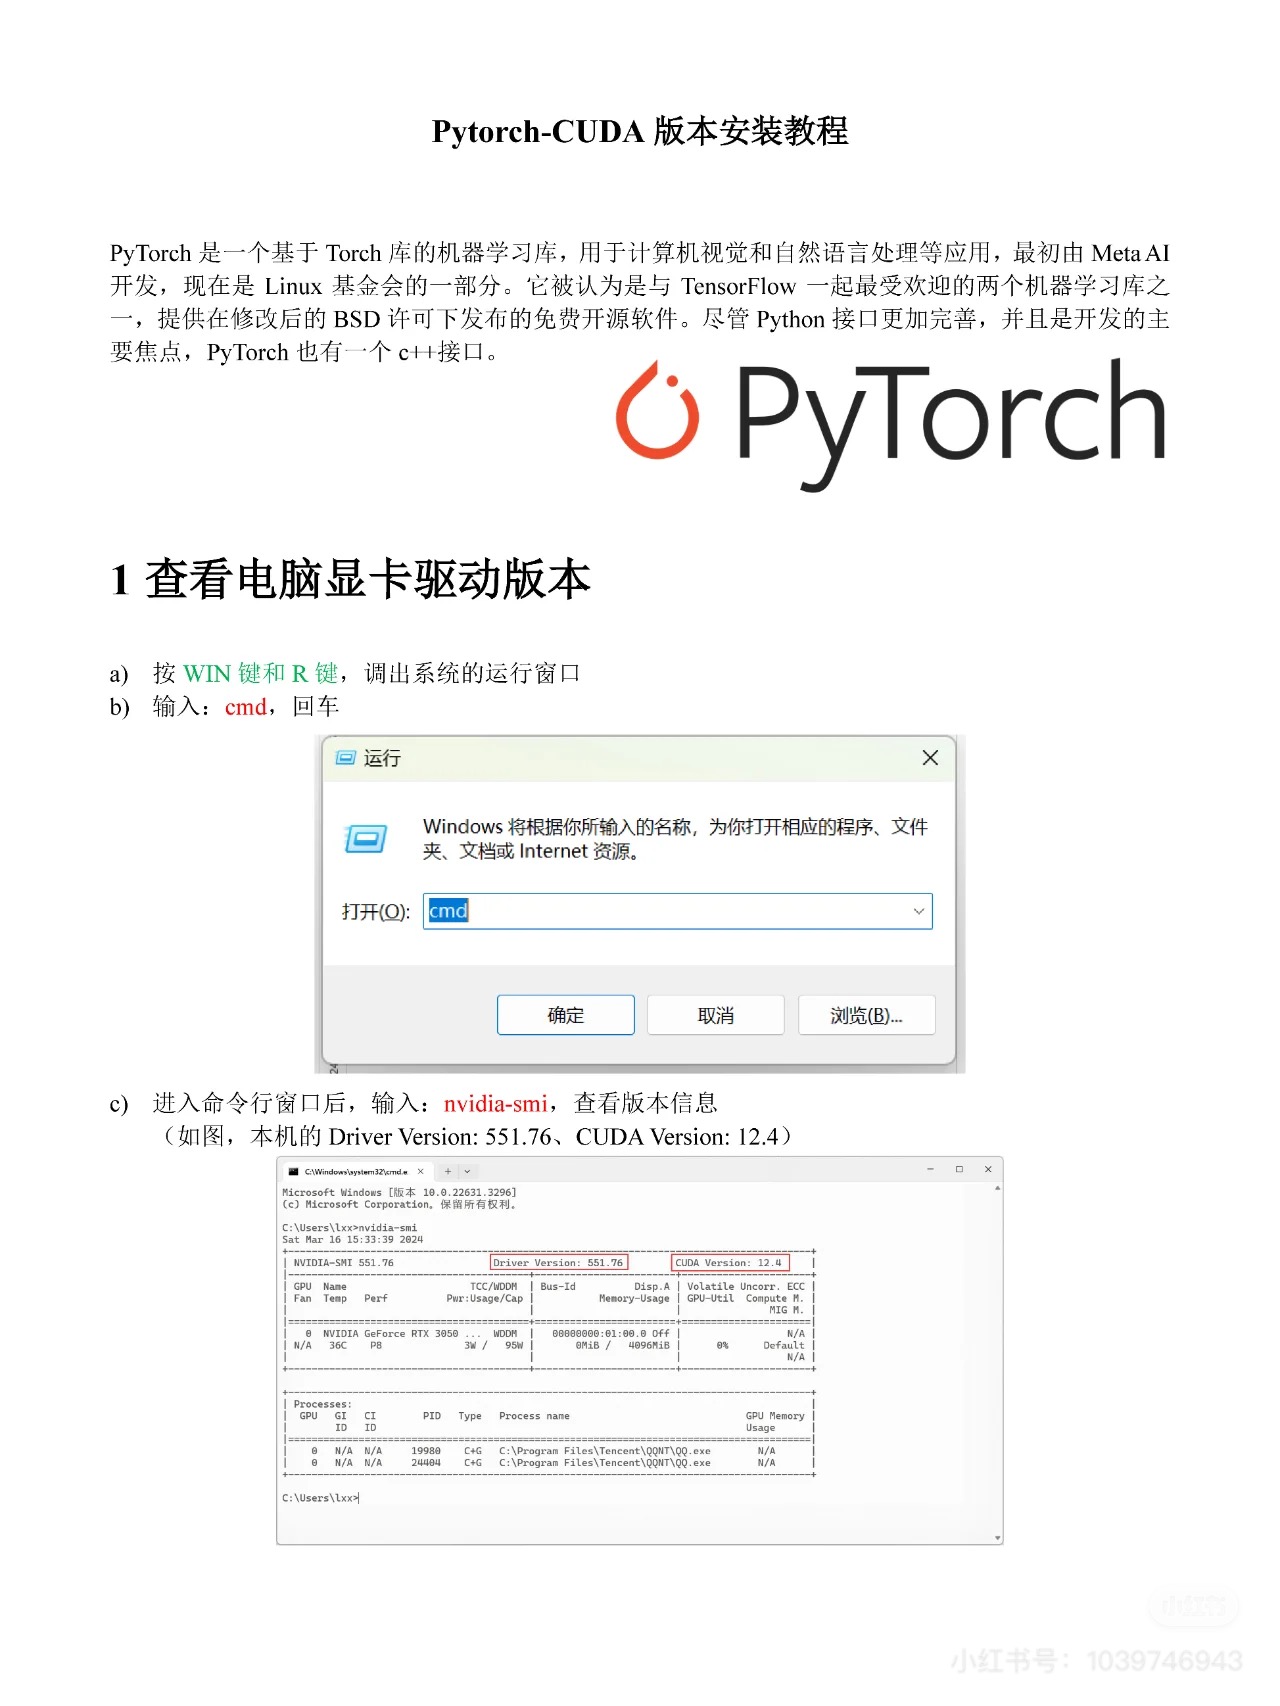 Pytorch-CUDA 版本安装教程
PyTorch 是一个基于 Torch 库的机器学习库，用于计算机视觉和自然语言处理等应用，最初由 Meta AI
开发，现在是 Linux 基金会的一部分。它被认为是与 TensorFlow 一起最受欢迎的两个机器学习库之
一，提供在修改后的 BSD 许可下发布的免费开源软件。尽管 Python 接口更加完善，并且是开发的主
要焦点，PyTorch 也有一个 c++接口。
PyTorch
1 查看电脑显卡驱动版本
a) 按 WIN 键和 R 键，调出系统的运行窗口
b) 输入：cmd，回车
运行
Windows 将根据你所输入的名称，为你打开相应的程序、文件
夹、文档或 Internet 资源。
打开(O): cmd
确定 取消 浏览(B)...
24
c) 进入命令行窗口后，输入：nvidia-smi，查看版本信息
（如图，本机的 Driver Version: 551.76、CUDA Version: 12.4）
C:\Windows\system32\cmd.e
Microsoft Windows [版本 10.0.22631.3296]
(c) Microsoft Corporation。保留所有权利。
C:\Users\lxx>nvidia-smi
Sat Mar 16 15:33:39 2024
NVIDIA-SMI 551.76 Driver Version: 551.76 CUDA Version: 12.4
GPU Name TCC/WDDM | Bus-Id Disp.A | Volatile Uncorr. ECC
Fan Temp Perf Pwr:Usage/Cap | Memory-Usage | GPU-Util Compute M.
MIG M.
0 NVIDIA GeForce RTX 3050 ... WDDM | 00000000:01:00.0 Off | N/A
N/A 36C P8 3W / 95W | 0MiB / 4096MiB | 0% Default
N/A
Processes:
GPU GI CI PID Type Process name GPU Memory
ID ID Usage
0 N/A N/A 19980 C+G C:\Program Files\Tencent\QQNT\QQ.exe N/A
0 N/A N/A 24404 C+G C:\Program Files\Tencent\QQNT\QQ.exe N/A
C:\Users\lxx>
小红书
小红书号：1039746943